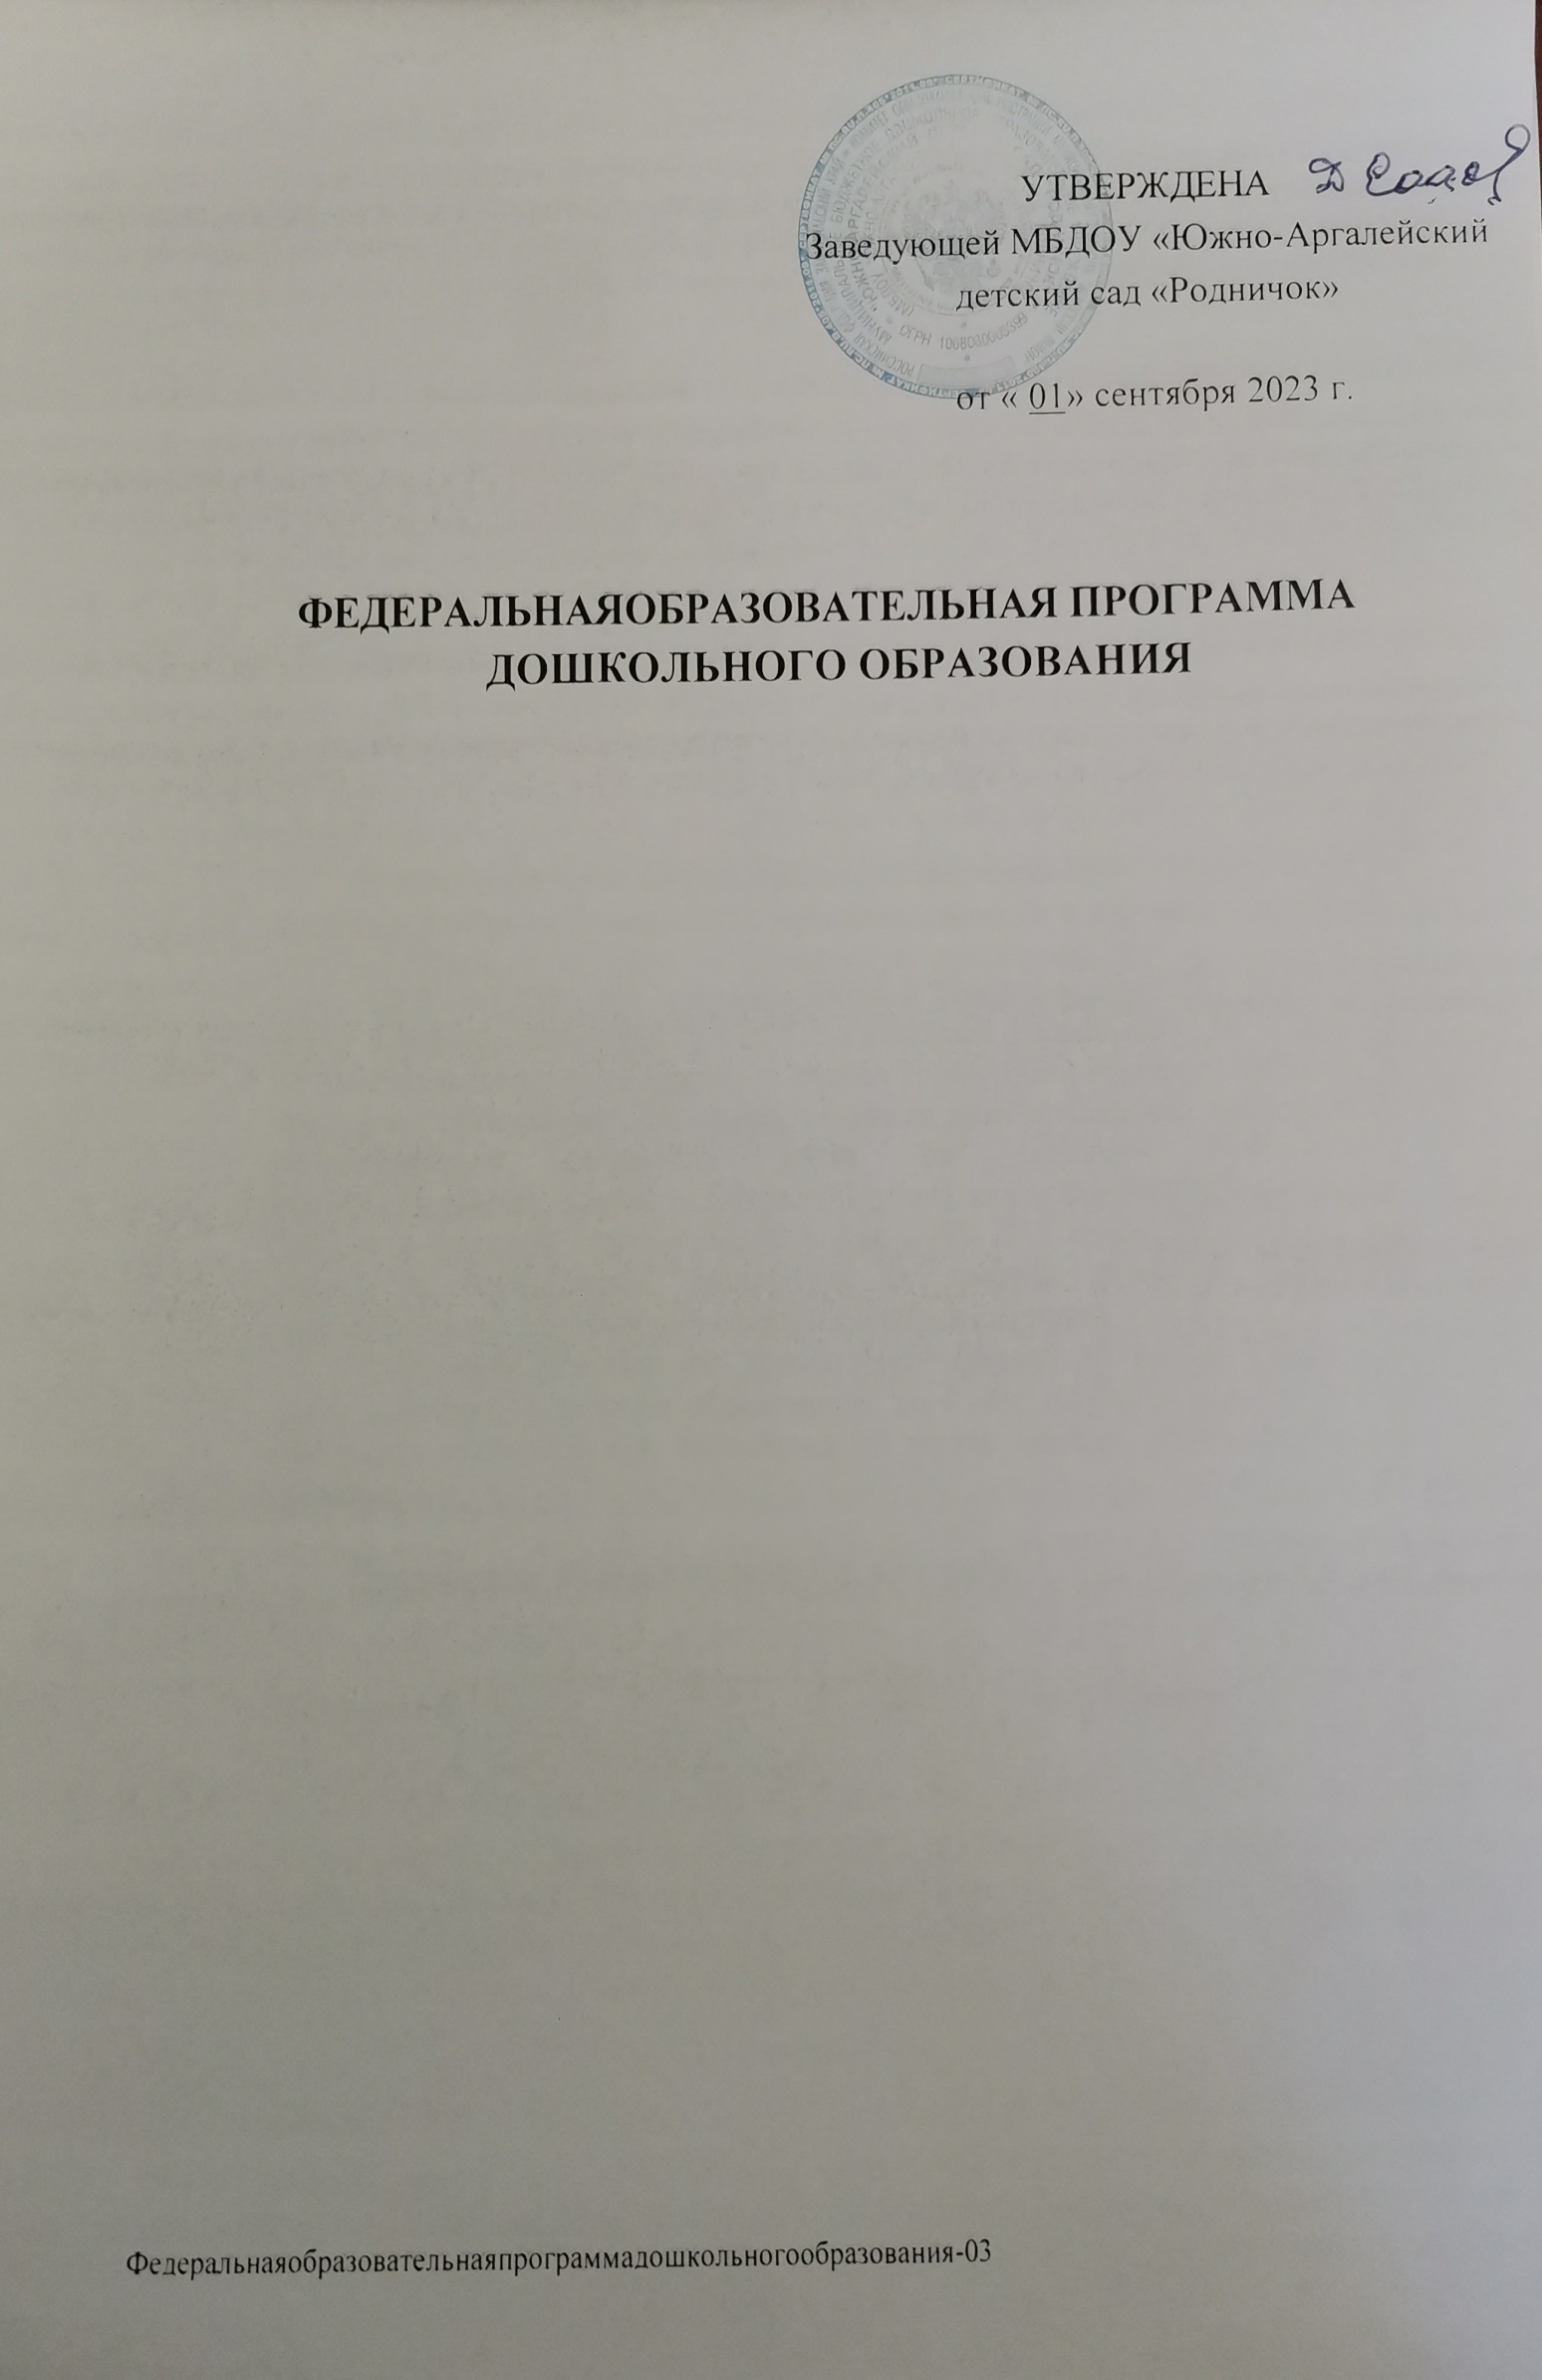 УТВЕРЖДЕНА
Заведующей МБДОУ «Южно-Аргалейский
детский сад «Родничок»
от « 01» сентября 2023 г.
ФЕДЕРАЛЬНАЯОБРАЗОВАТЕЛЬНАЯ ПРОГРАММА
ДОШКОЛЬНОГО ОБРАЗОВАНИЯ
Федеральнаяобразовательнаяпрограммадошкольногообразования-03